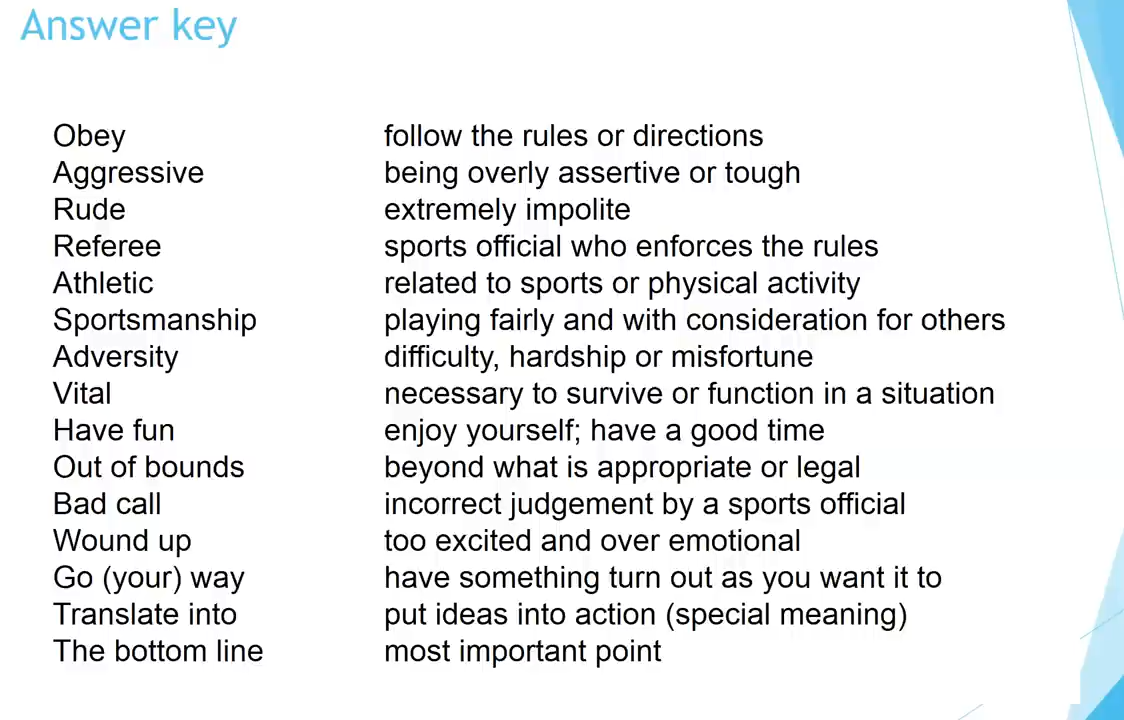 Answer key
Obey follow the rules or directions
Aggressive being overly assertive or tough
Rude extremely impolite
Referee sports official who enforces the rules
Athletic related to sports or physical activity
Sportsmanship playing fairly and with consideration for others
Adversity difficulty, hardship or misfortune
Vital necessary to survive or function in a situation
Have fun enjoy yourself; have a good time
Out of bounds beyond what is appropriate or legal
Bad call incorrect judgement by a sports official
Wound up too excited and over emotional
Go (your) way have something turn out as you want it to
Translate into put ideas into action (special meaning)
The bottom line most important point